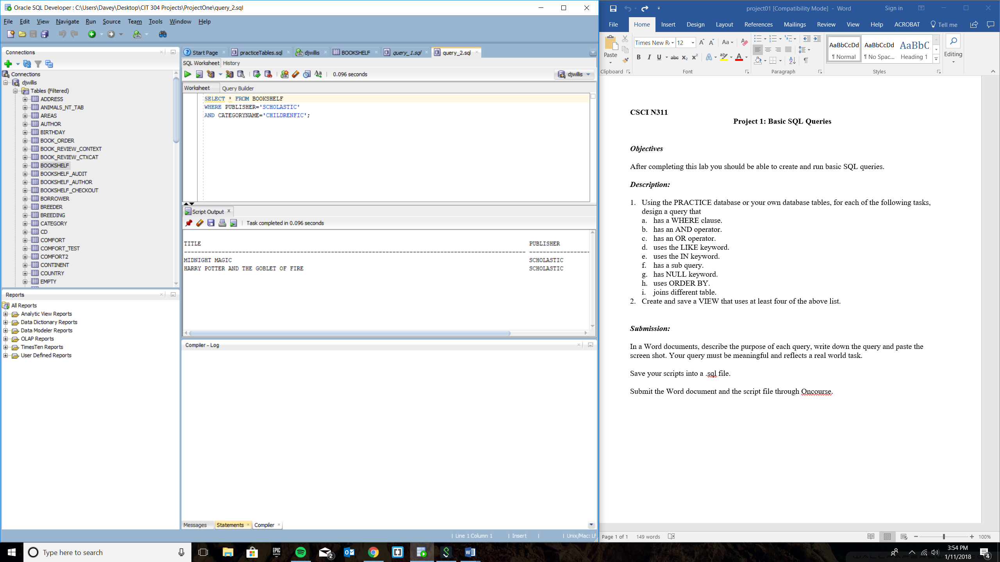 Oracle SQL Developer : C:\Users\Davey\Desktop\CIT 304 Projects\ProjectOne\query_2.sql
File Edit View Navigate Run Source Team Tools Window Help
Connections
Connections
djwillis
Tables (Filtered)
ADDRESS
ANIMALS_NT_TAB
AREAS
AUTHOR
BIRTHDAY
BOOK_ORDER
BOOK_REVIEW_CONTEXT
BOOK_REVIEW_CTXCAT
BOOKSHELF
BOOKSHELF_AUDIT
BOOKSHELF_AUTHOR
BOOKSHELF_CHECKOUT
BORROWER
BREEDER
BREEDING
CATEGORY
CD
COMFORT
COMFORT_TEST
COMFORT2
CONTINENT
COUNTRY
EMPTY
Reports
All Reports
Analytic View Reports
Data Dictionary Reports
Data Modeler Reports
OLAP Reports
TimesTen Reports
User Defined Reports
Start Page practiceTables.sql djwillis BOOKSHELF query_1.sql query_2.sql
SQL Worksheet History
0.096 seconds
djwillis
Worksheet Query Builder
SELECT * FROM BOOKSHELF
WHERE PUBLISHER='SCHOLASTIC'
AND CATEGORYNAME='CHILDRENFIC';
Script Output
Task completed in 0.096 seconds
TITLE PUBLISHER
MIDNIGHT MAGIC SCHOLASTIC
HARRY POTTER AND THE GOBLET OF FIRE SCHOLASTIC
Compiler - Log
Messages Statements Compiler
Line 1 Column 1 Insert Unix/Mac: LF
project01 [Compatibility Mode] - Word Sign in
File Home Insert Design Layout References Mailings Review View Help ACROBAT Tell me
Paste
Times New R 12
Aa
B I U abc X₂ X²
A A
AaBbCcDd AaBbCcDd AaBbC
¶ Normal ¶ No Spac... Heading 1
Editing
Clipboard Font Paragraph Styles
CSCI N311
Project 1: Basic SQL Queries
Objectives
After completing this lab you should be able to create and run basic SQL queries.
Description:
1. Using the PRACTICE database or your own database tables, for each of the following tasks,
design a query that
a. has a WHERE clause.
b. has an AND operator.
c. has an OR operator.
d. uses the LIKE keyword.
e. uses the IN keyword.
f. has a sub query.
g. has NULL keyword.
h. uses ORDER BY.
i. joins different table.
2. Create and save a VIEW that uses at least four of the above list.
Submission:
In a Word documents, describe the purpose of each query, write down the query and paste the
screen shot. Your query must be meaningful and reflects a real world task.
Save your scripts into a .sql file.
Submit the Word document and the script file through Oncourse.
Page 1 of 1 149 words 100%
Type here to search
EPIC GAMES
2
3:54 PM
1/11/2018
4